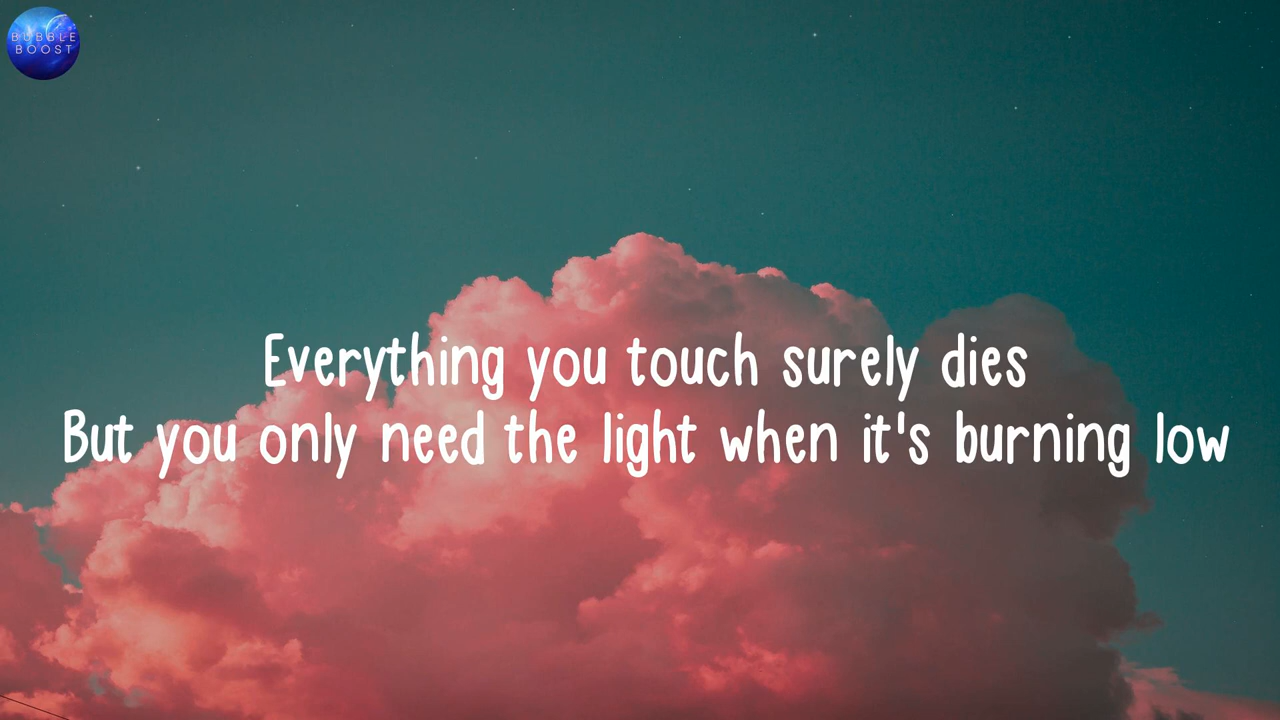 BUBBLE
BOOST
Everything you touch surely dies
But you only need the light when it's burning low